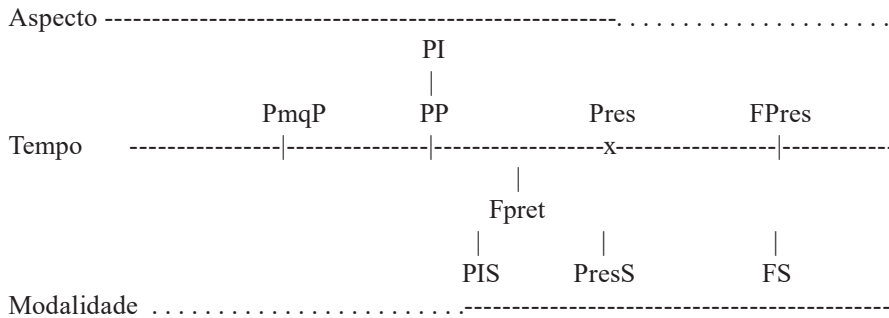 Aspecto ---------------------------------------------------------. . . . . . . . . . . . . . . . . . . .
PI
|
PmqP PP Pres FPres
Tempo -----------------|----------------|-------------------x------------------|------------
|
Fpret
| | |
PIS PresS FS
Modalidade . . . . . . . . . . . . . . . . . . . . . . .-----------------------------------------------